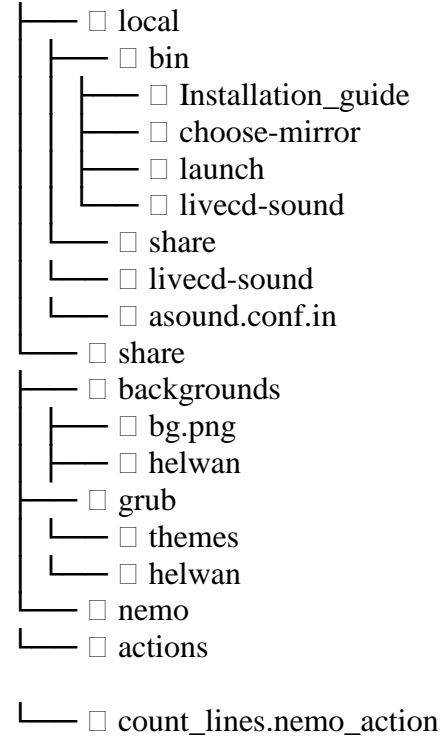 ├── □ local
│ ├── □ bin
│ │ ├── □ Installation_guide
│ │ ├── □ choose-mirror
│ │ ├── □ launch
│ │ └── □ livecd-sound
│ └── □ share
│ └── □ livecd-sound
│ └── □ asound.conf.in
└── □ share
├── □ backgrounds
│ ├── □ bg.png
│ ├── □ helwan
├── □ grub
│ └── □ themes
│ └── □ helwan
└── □ nemo
└── □ actions
└── □ count_lines.nemo_action